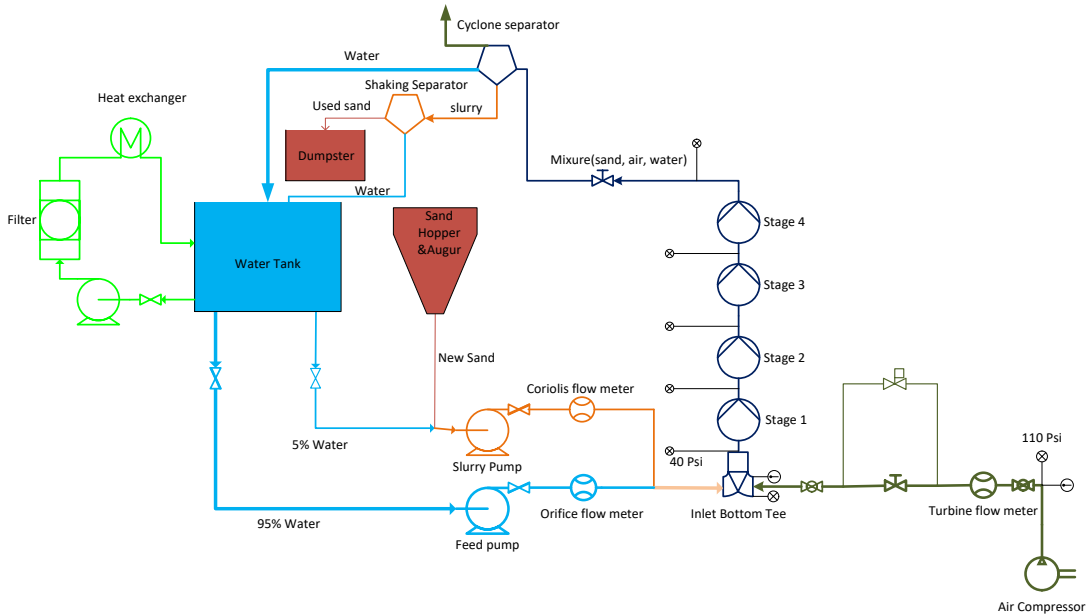 Cyclone separator
Water
Shaking Separator
Heat exchanger
Used sand
slurry
Dumpster
Mixure(sand, air, water)
Water
Filter
Sand
Hopper
&Augur
Stage 4
Water Tank
Stage 3
New Sand
Stage 2
Coriolis flow meter
Stage 1
5% Water
40 Psi
110 Psi
Slurry Pump
Inlet Bottom Tee
Orifice flow meter
Turbine flow meter
95% Water
Feed pump
Air Compressor